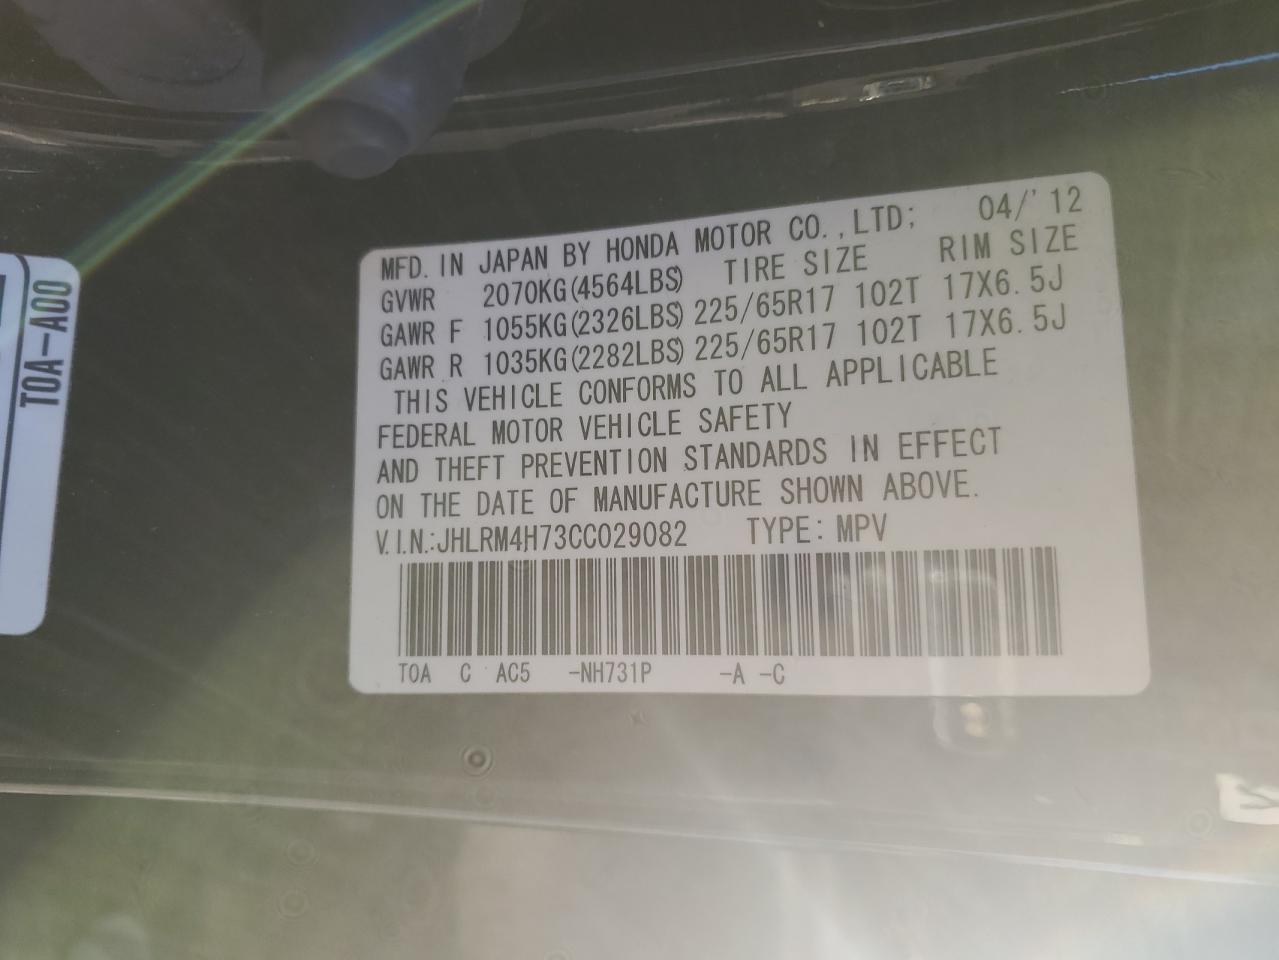 MFD. IN JAPAN BY HONDA MOTOR CO.,LTD; 04/'12
GVWR 2070KG(4564LBS) TIRE SIZE RIM SIZE
GAWR F 1055KG(2326LBS) 225/65R17 102T 17X6.5J
GAWR R 1035KG(2282LBS) 225/65R17 102T 17X6.5J
THIS VEHICLE CONFORMS TO ALL APPLICABLE
FEDERAL MOTOR VEHICLE SAFETY
AND THEFT PREVENTION STANDARDS IN EFFECT
ON THE DATE OF MANUFACTURE SHOWN ABOVE.
V.I.N.:JHLRM4H73CC029082 TYPE: MPV
TOA C AC5 -NH731P -A -C
TOA-A00